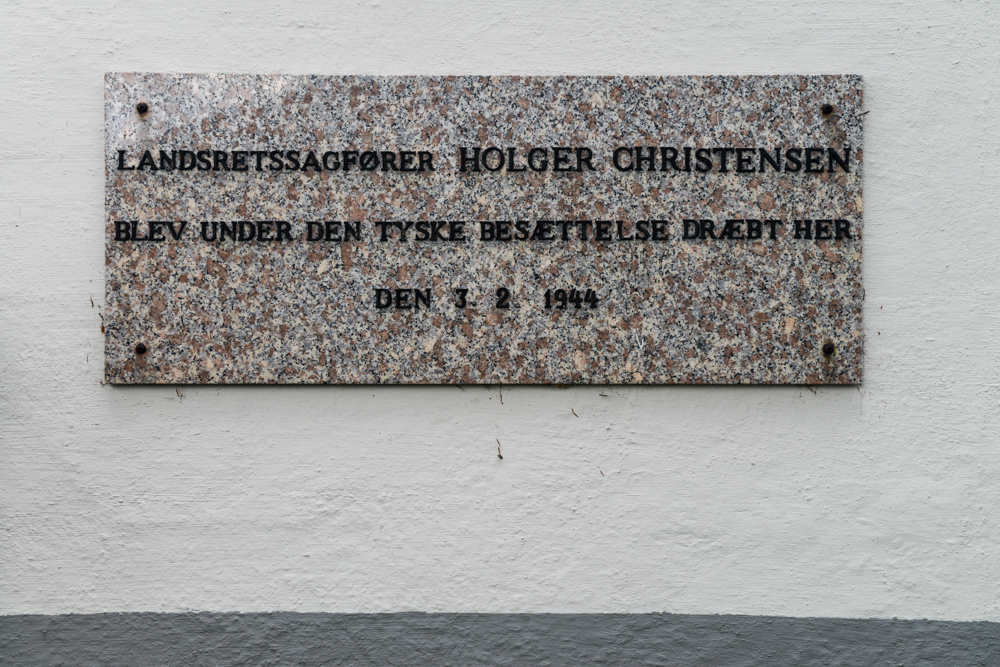 LANDSRETSSAGFØRER HOLGER CHRISTENSEN
BLEV UNDER DEN TYSKE BESÆTTELSE DRÆBT HER
DEN 3. 2 1944